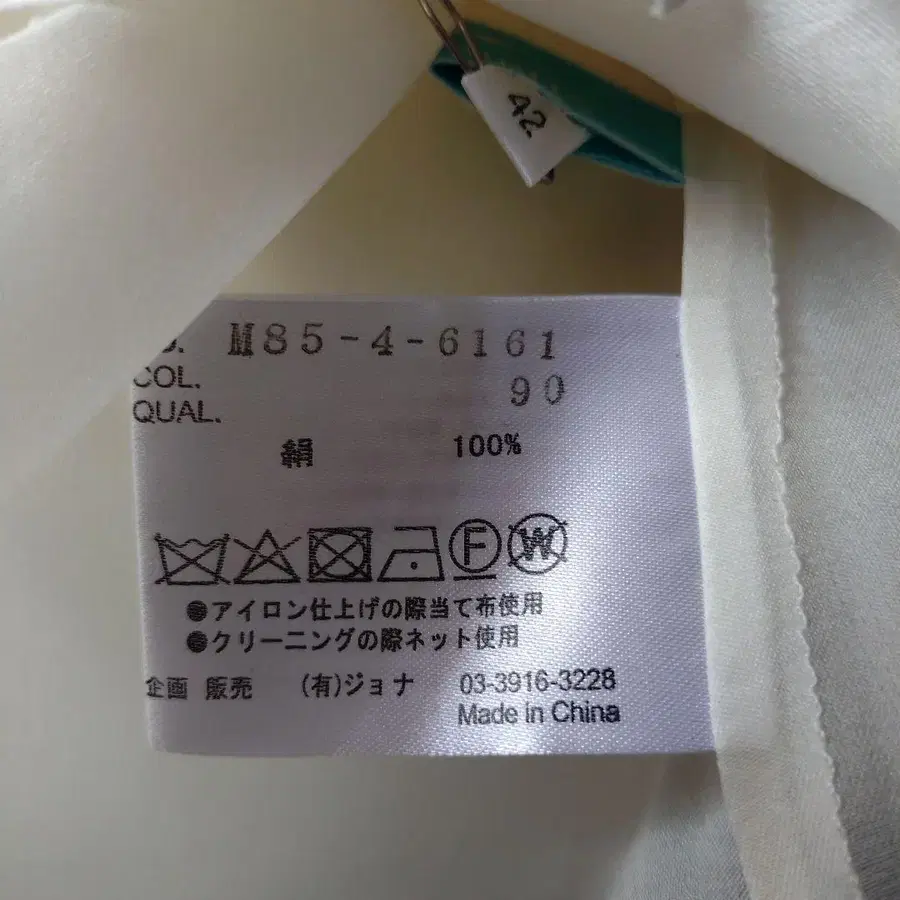 42
M85-4-6161
COL. 90
QUAL.
絹 100%
F W
●アイロン仕上げの際当て布使用
●クリーニングの際ネット使用
企画 販売 (有)ジョナ 03-3916-3228
Made in China